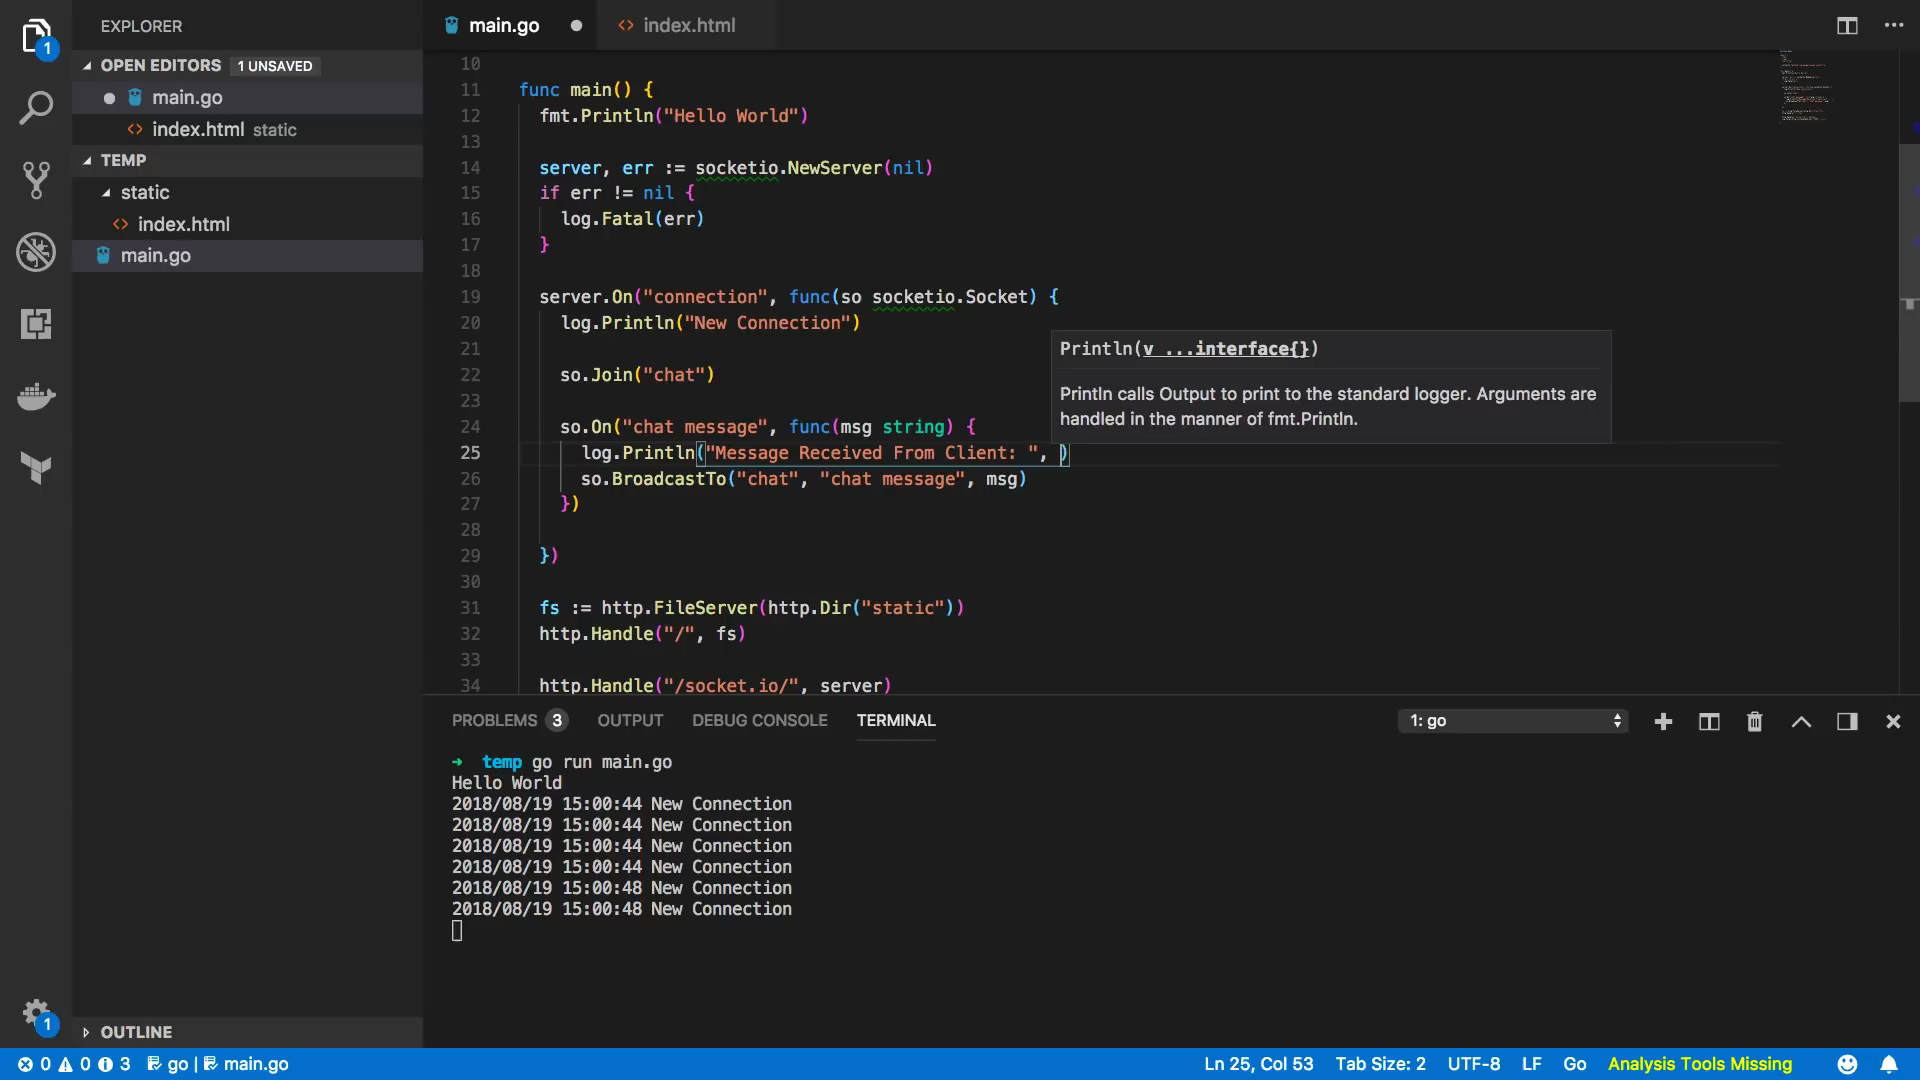 EXPLORER
1
OPEN EDITORS 1 UNSAVED
main.go
index.html static
TEMP
static
index.html
main.go
OUTLINE
1
main.go
index.html
10
11 func main() {
12 fmt.Println("Hello World")
13
14 server, err := socketio.NewServer(nil)
15 if err != nil {
16 log.Fatal(err)
17 }
18
19 server.On("connection", func(so socketio.Socket) {
20 log.Println("New Connection")
21
22 so.Join("chat")
23
24 so.On("chat message", func(msg string) {
25 log.Println("Message Received From Client: ", )
26 so.BroadcastTo("chat", "chat message", msg)
27 })
28
29 })
30
31 fs := http.FileServer(http.Dir("static"))
32 http.Handle("/", fs)
33
34 http.Handle("/socket.io/", server)
Println(v ...interface{})
Println calls Output to print to the standard logger. Arguments are
handled in the manner of fmt.Println.
PROBLEMS 3 OUTPUT DEBUG CONSOLE TERMINAL 1: go
➜ temp go run main.go
Hello World
2018/08/19 15:00:44 New Connection
2018/08/19 15:00:44 New Connection
2018/08/19 15:00:44 New Connection
2018/08/19 15:00:44 New Connection
2018/08/19 15:00:48 New Connection
2018/08/19 15:00:48 New Connection
0 0 3 go | main.go Ln 25, Col 53 Tab Size: 2 UTF-8 LF Go Analysis Tools Missing